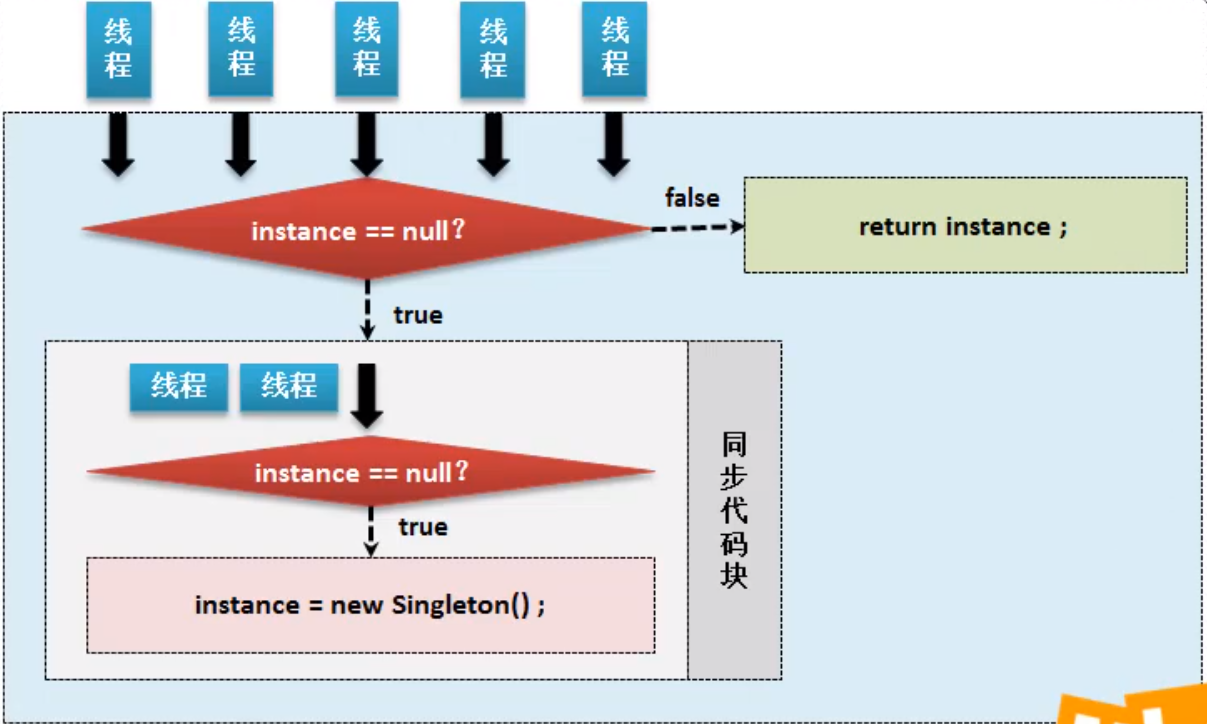 线程
线程
线程
线程
线程
instance == null？
false
return instance ;
true
线程
线程
instance == null？
true
instance = new Singleton() ;
同步代码块